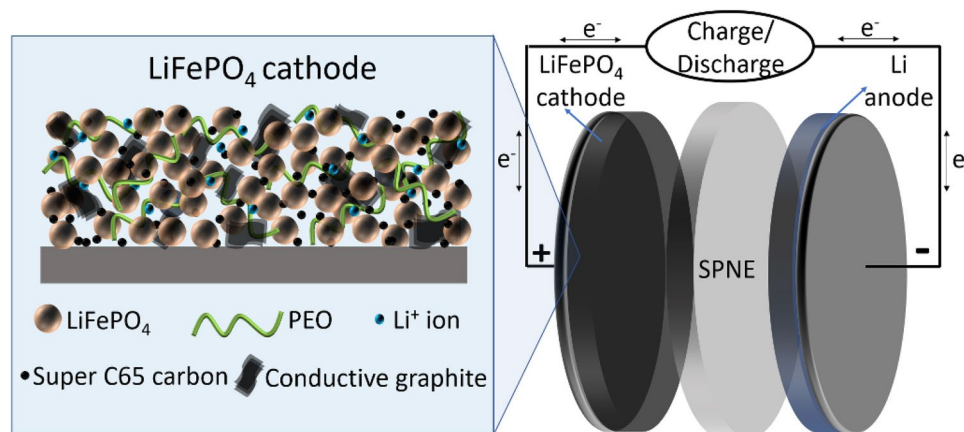 LiFePO₄ cathode
LiFePO₄
PEO
Li⁺ ion
Super C65 carbon
Conductive graphite
e⁻
Charge/
Discharge
e⁻
LiFePO₄
cathode
Li
anode
e⁻
e
+
SPNE
-